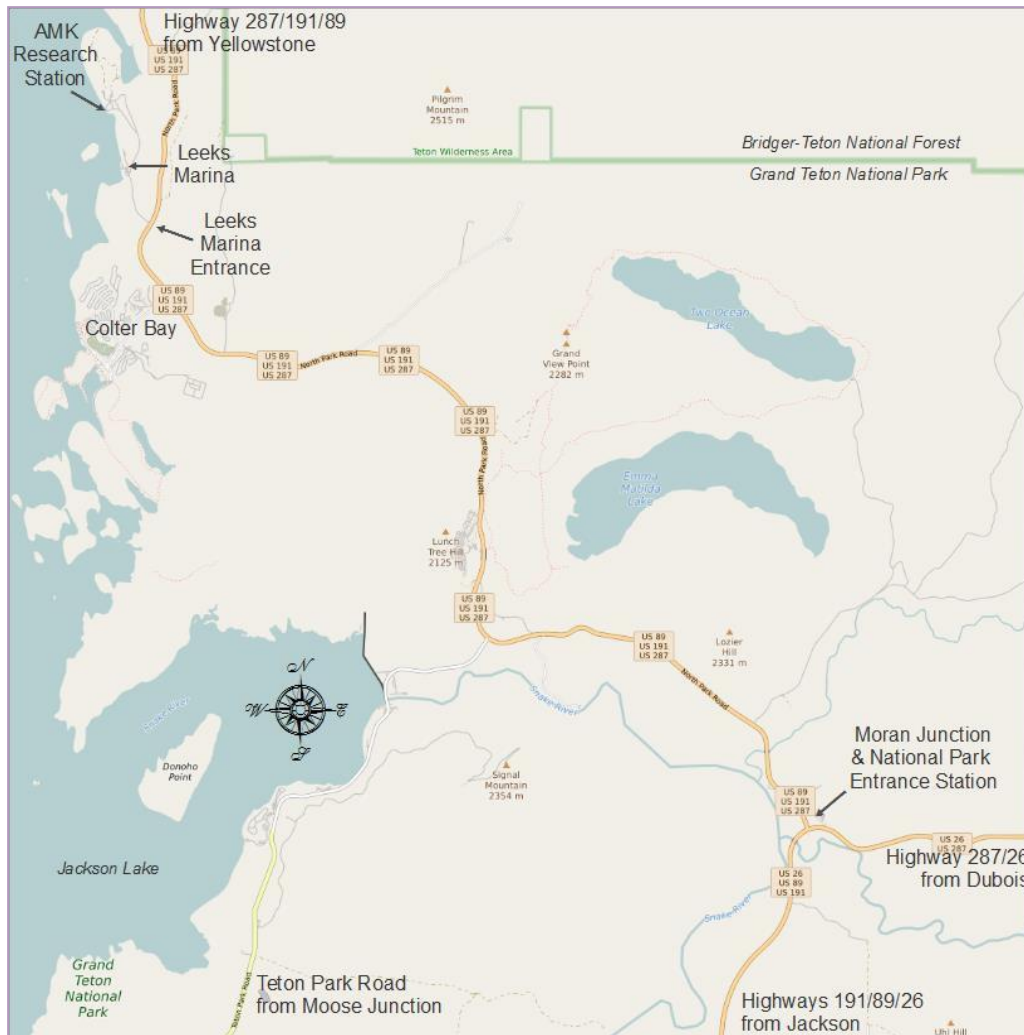 AMK
Research
Station
Highway 287/191/89
from Yellowstone
US 89
US 191
US 287
North Park Road
Pilgrim
Mountain
2515 m
Teton Wilderness Area
Bridger-Teton National Forest
Grand Teton National Park
Leeks
Marina
Leeks
Marina
Entrance
US 89
US 191
US 287
Colter Bay
US 89
US 191
US 287
North Park Road
US 89
US 191
US 287
Grand
View Point
2282 m
Two Ocean
Lake
US 89
US 191
US 287
North Park Road
Emma
Matilda
Lake
Lunch
Tree Hill
2125 m
US 89
US 191
US 287
US 89
US 191
US 287
Lozier
Hill
2331 m
North Park Road
N
W
E
S
Snake River
Snake River
Donoho
Point
Signal
Mountain
2354 m
Moran Junction
& National Park
Entrance Station
US 89
US 191
US 287
US 26
US 287
Highway 287/26
from Dubois
US 26
US 89
US 191
Snake River
Jackson Lake
Grand
Teton
National
Park
Teton Park Road
Teton Park Road
from Moose Junction
Highways 191/89/26
from Jackson
Uhl Hill